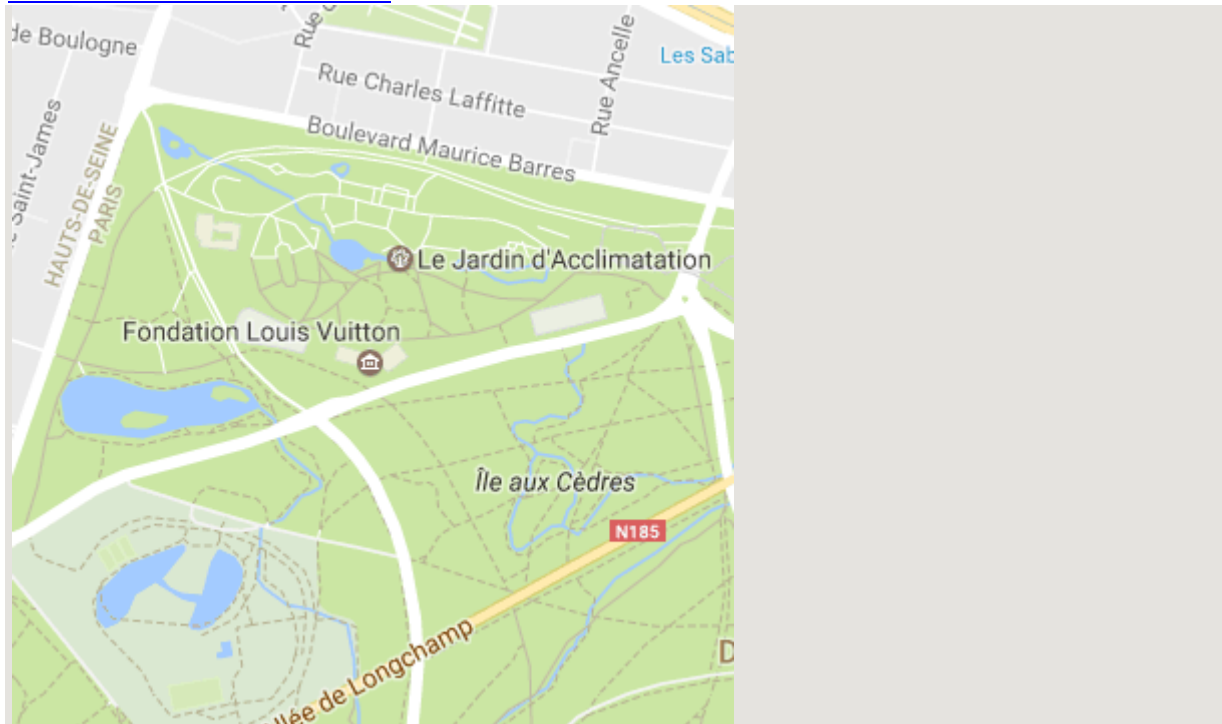 de Boulogne
Rue
Les Sab
Rue Charles Laffitte
Rue Ancelle
Boulevard Maurice Barres
Saint-James
HAUTS-DE-SEINE
PARIS
Le Jardin d'Acclimatation
Fondation Louis Vuitton
Île aux Cèdres
N185
D
llée de Longchamp